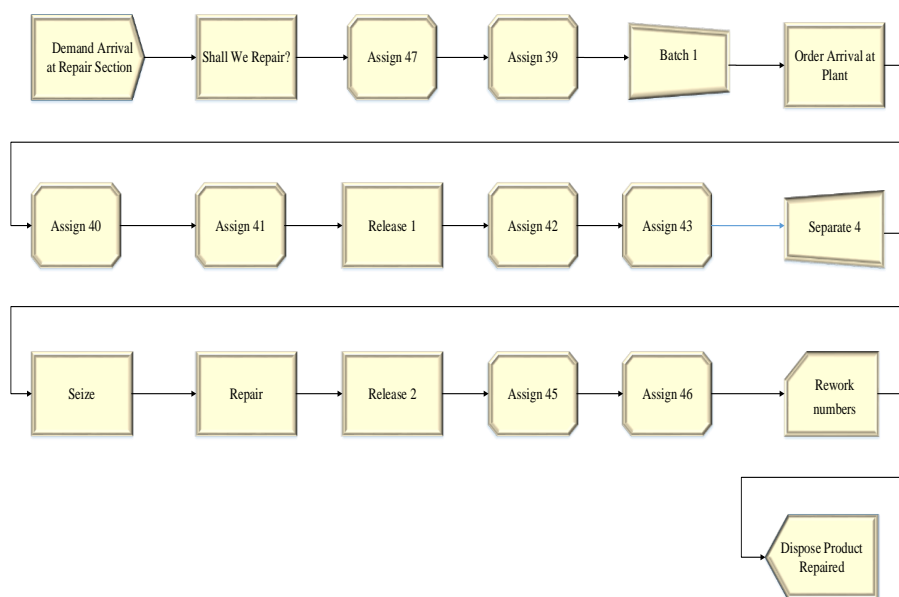 Demand Arrival
at Repair Section
Shall We Repair?
Assign 47
Assign 39
Batch 1
Order Arrival at
Plant
Assign 40
Assign 41
Release 1
Assign 42
Assign 43
Separate 4
Seize
Repair
Release 2
Assign 45
Assign 46
Rework
numbers
Dispose Product
Repaired